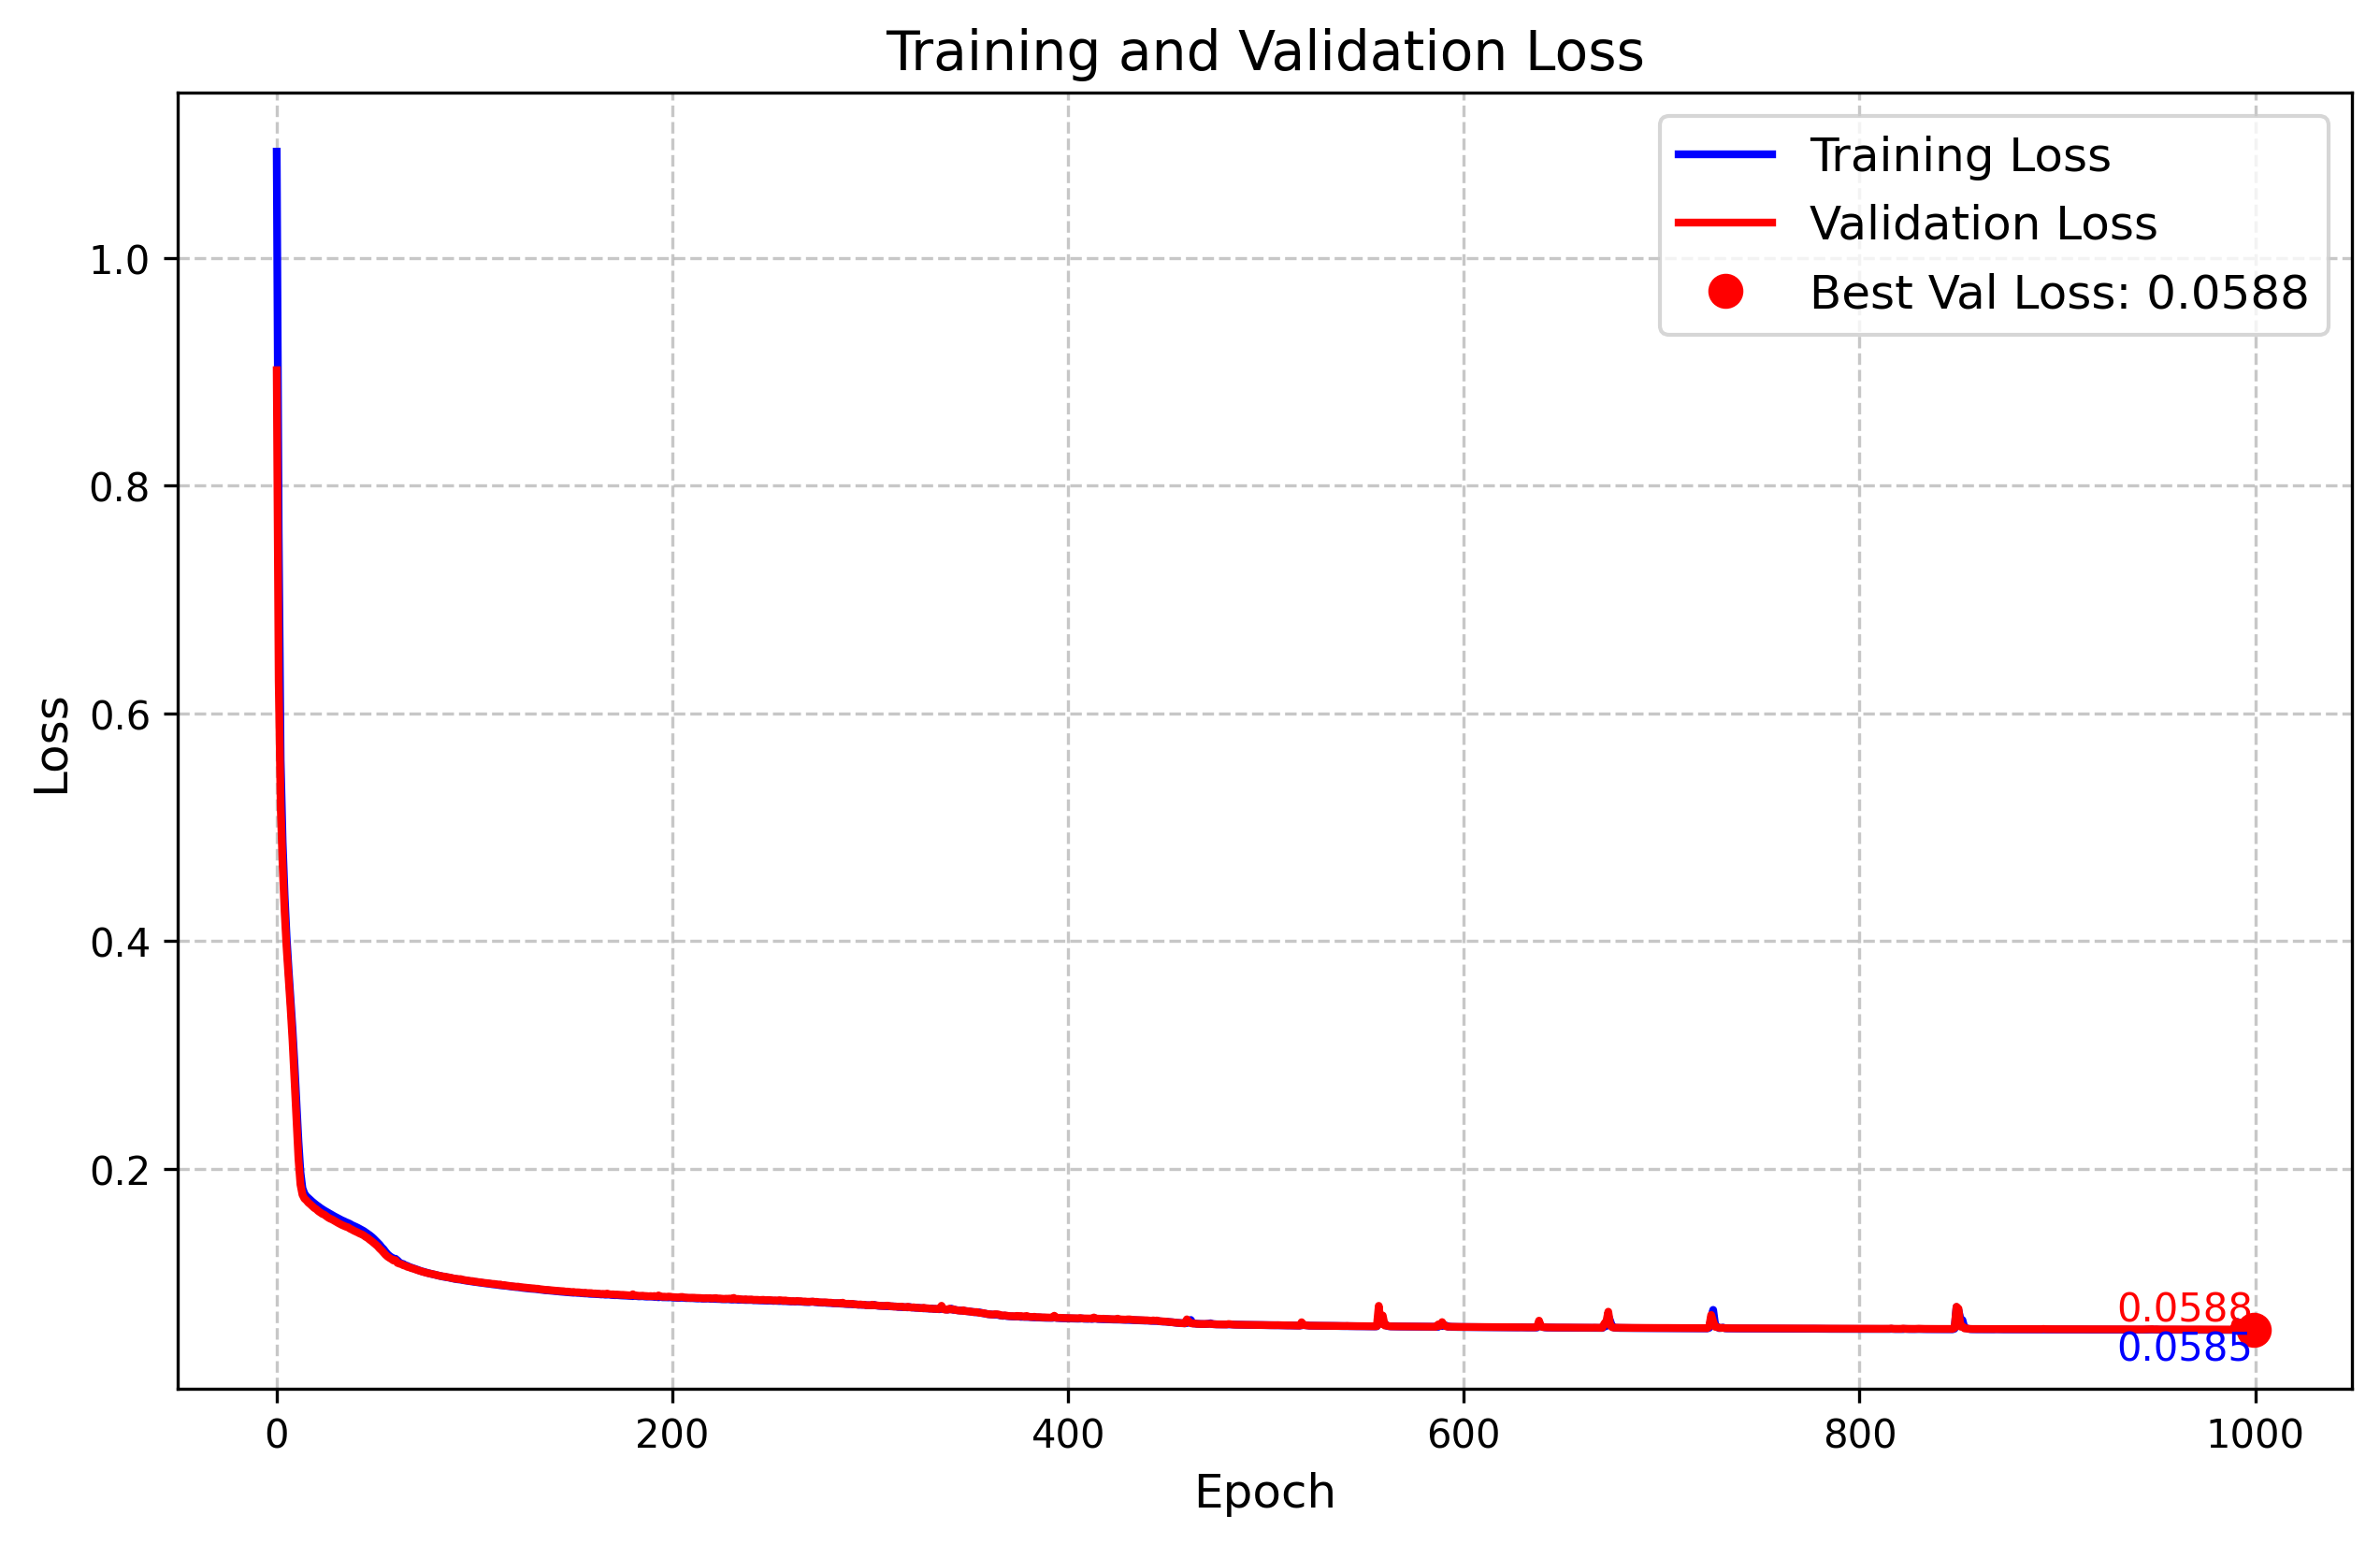 Training and Validation Loss
Training Loss
Validation Loss
Best Val Loss: 0.0588
1.0
0.8
0.6
0.4
0.2
Loss
0.0588
0.0585
0
200
400
600
800
1000
Epoch